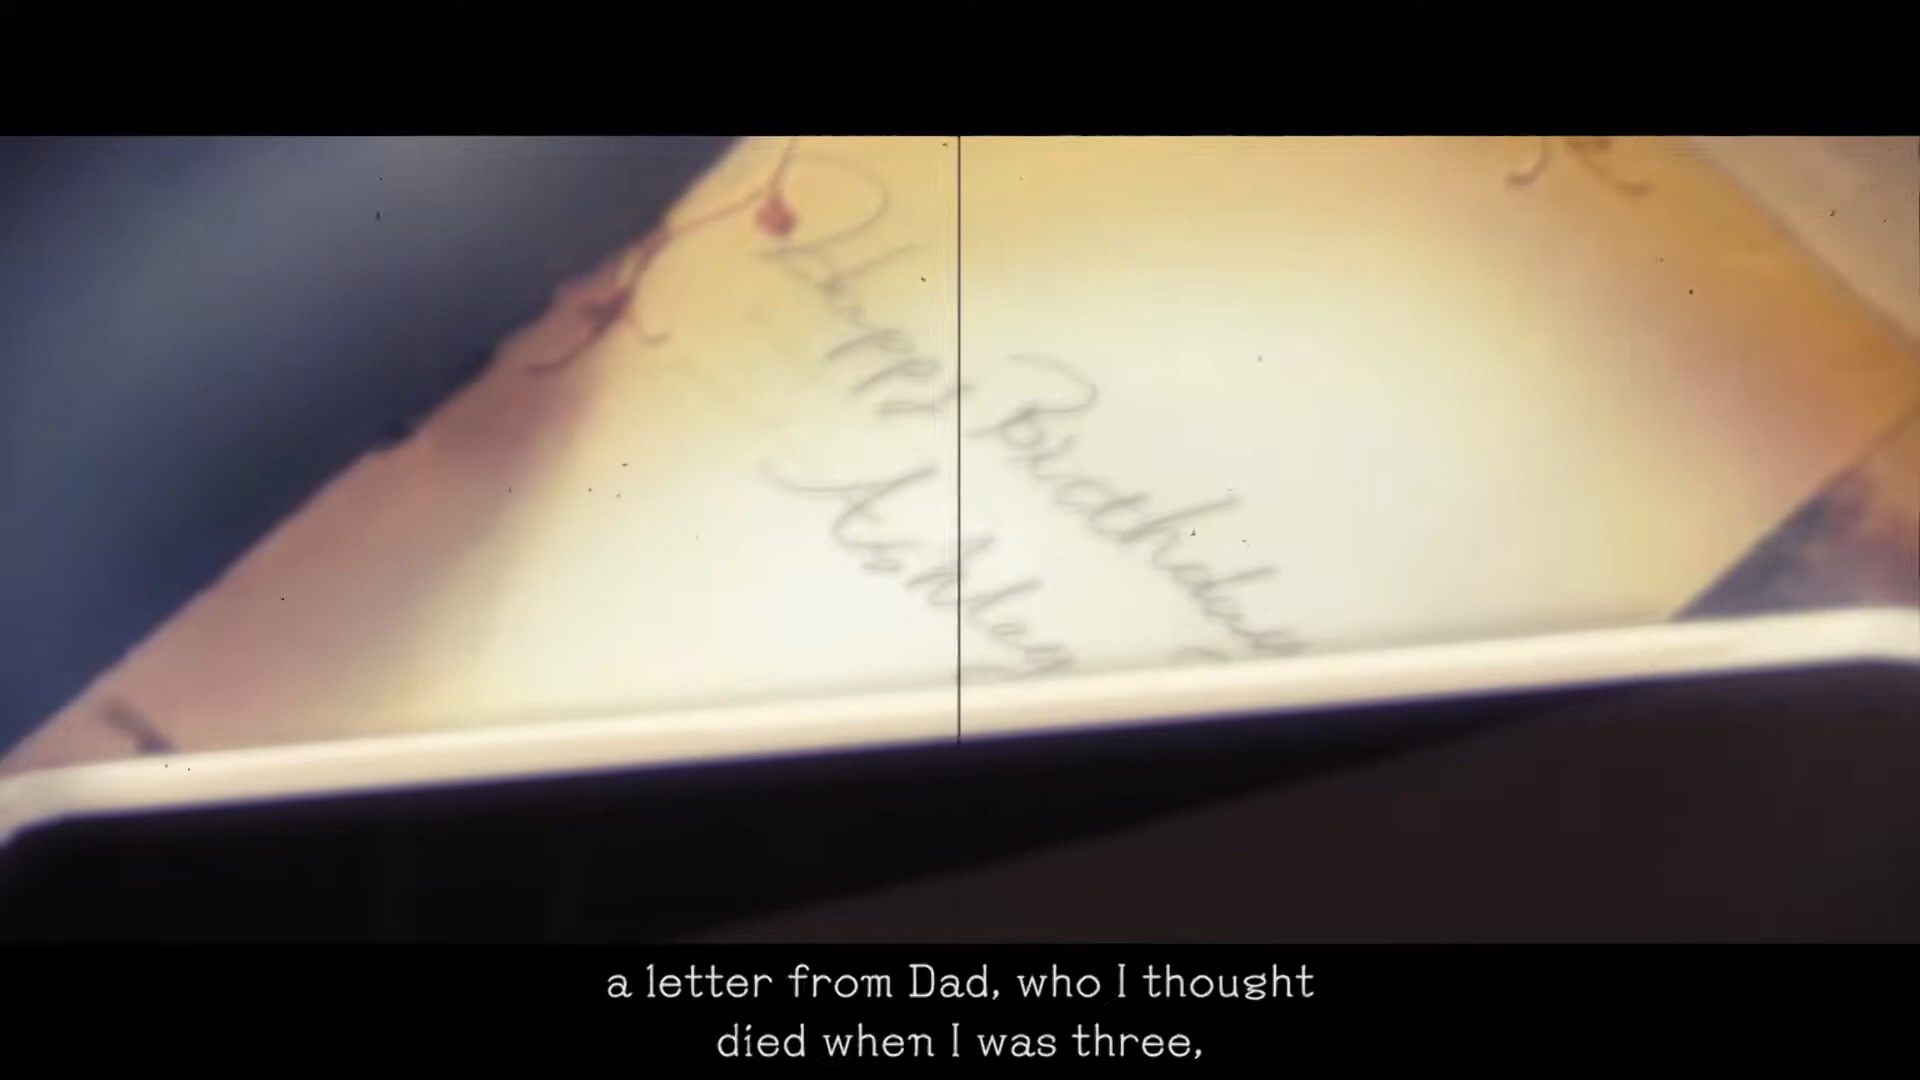 Happy Birthday
Ashley
a letter from Dad, who I thought
died when I was three,